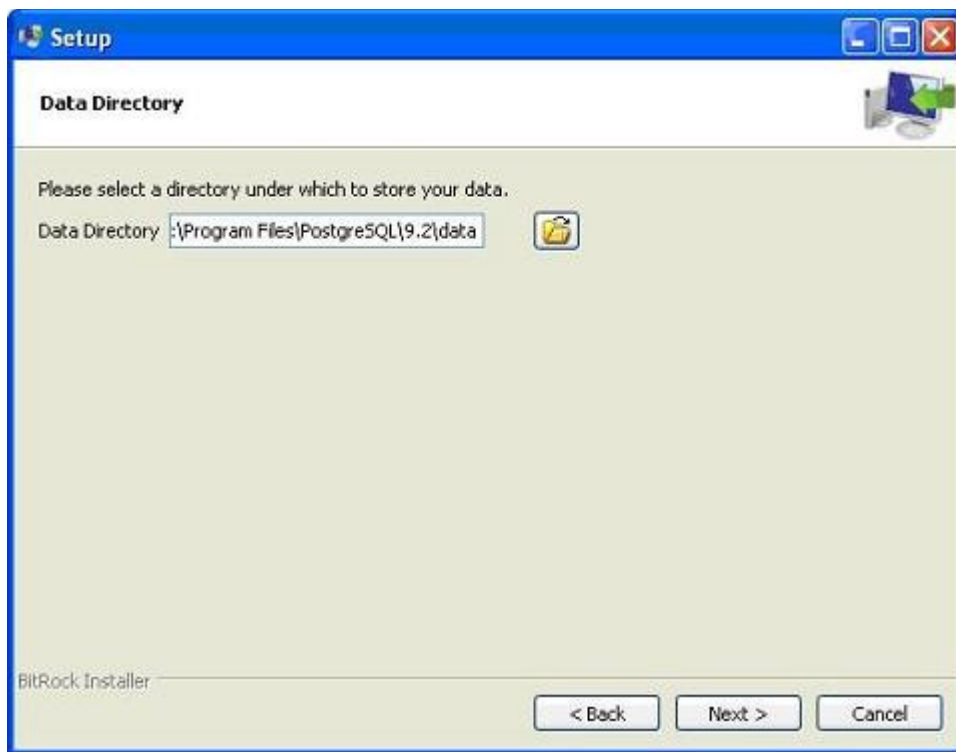 Setup
Data Directory
Please select a directory under which to store your data.
Data Directory :\Program Files\PostgreSQL\9.2\data
BitRock Installer
< Back Next > Cancel